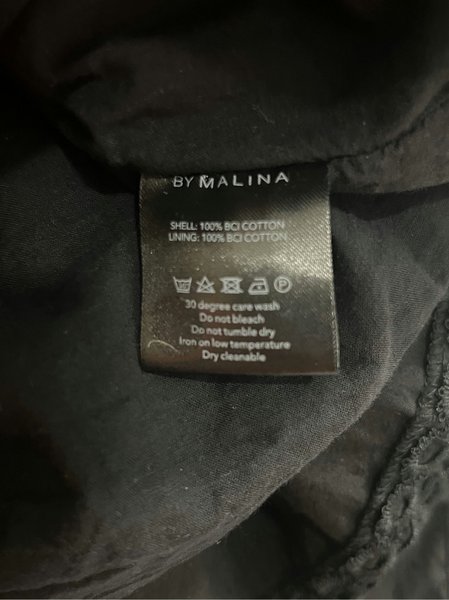 BY MALINA
SHELL: 100% BCI COTTON
LINING: 100% BCI COTTON
30 degree care wash
Do not bleach
Do not tumble dry
Iron on low temperature
Dry cleanable